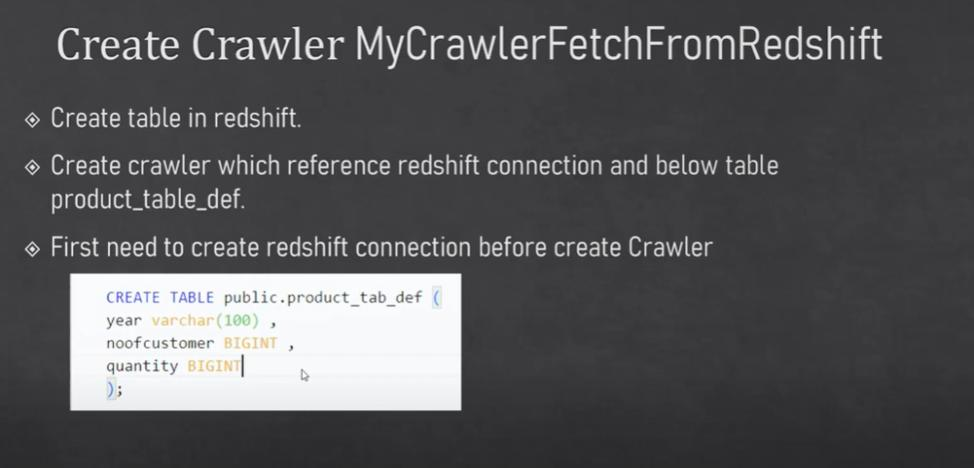 Create Crawler MyCrawlerFetchFromRedshift
Create table in redshift.
Create crawler which reference redshift connection and below table
product_table_def.
First need to create redshift connection before create Crawler
CREATE TABLE public.product_tab_def (
year varchar(100) ,
noofcustomer BIGINT ,
quantity BIGINT
);